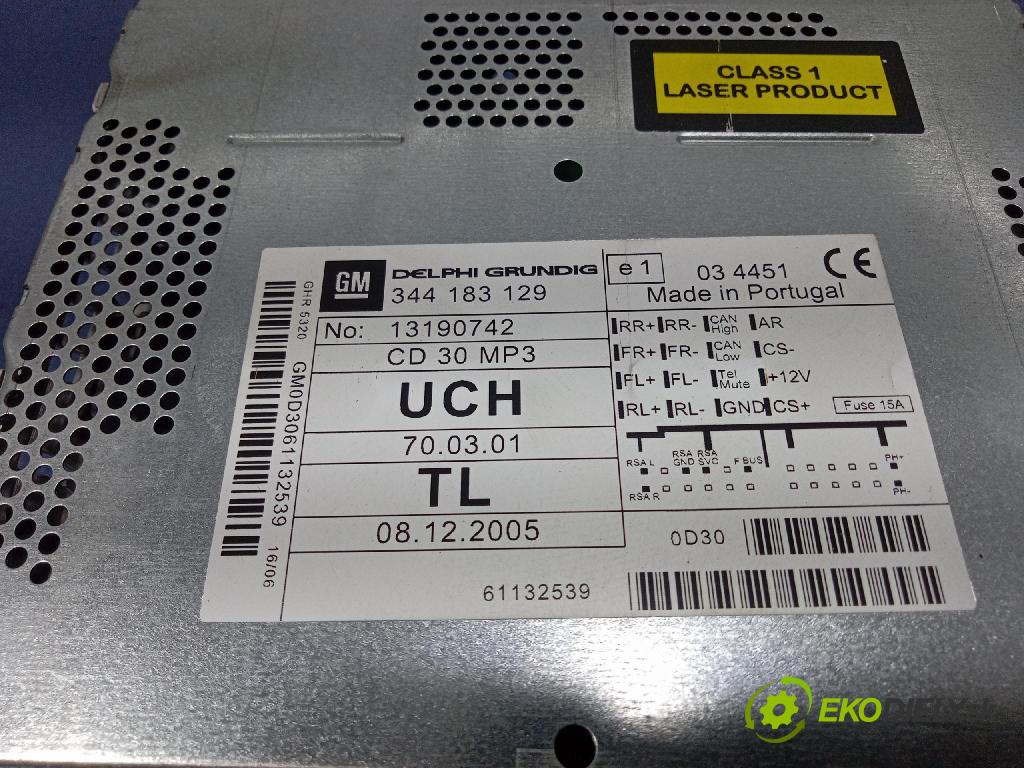 CLASS 1
LASER PRODUCT
GM DELPHI GRUNDIG
344 183 129
e1 03 4451 CE
Made in Portugal
No: 13190742
CD 30 MP3
UCH
70.03.01
TL
08.12.2005
61132539
RR+ RR- CAN High AR
FR+ FR- CAN Low CS-
FL+ FL- Tel Mute +12V
RL+ RL- GND CS+ Fuse 15A
RSA L RSA GND RSA SVC F BUS PH+
RSA R PH-
0D30
GHR 5320
GM0D3061132539 16/06
EKO